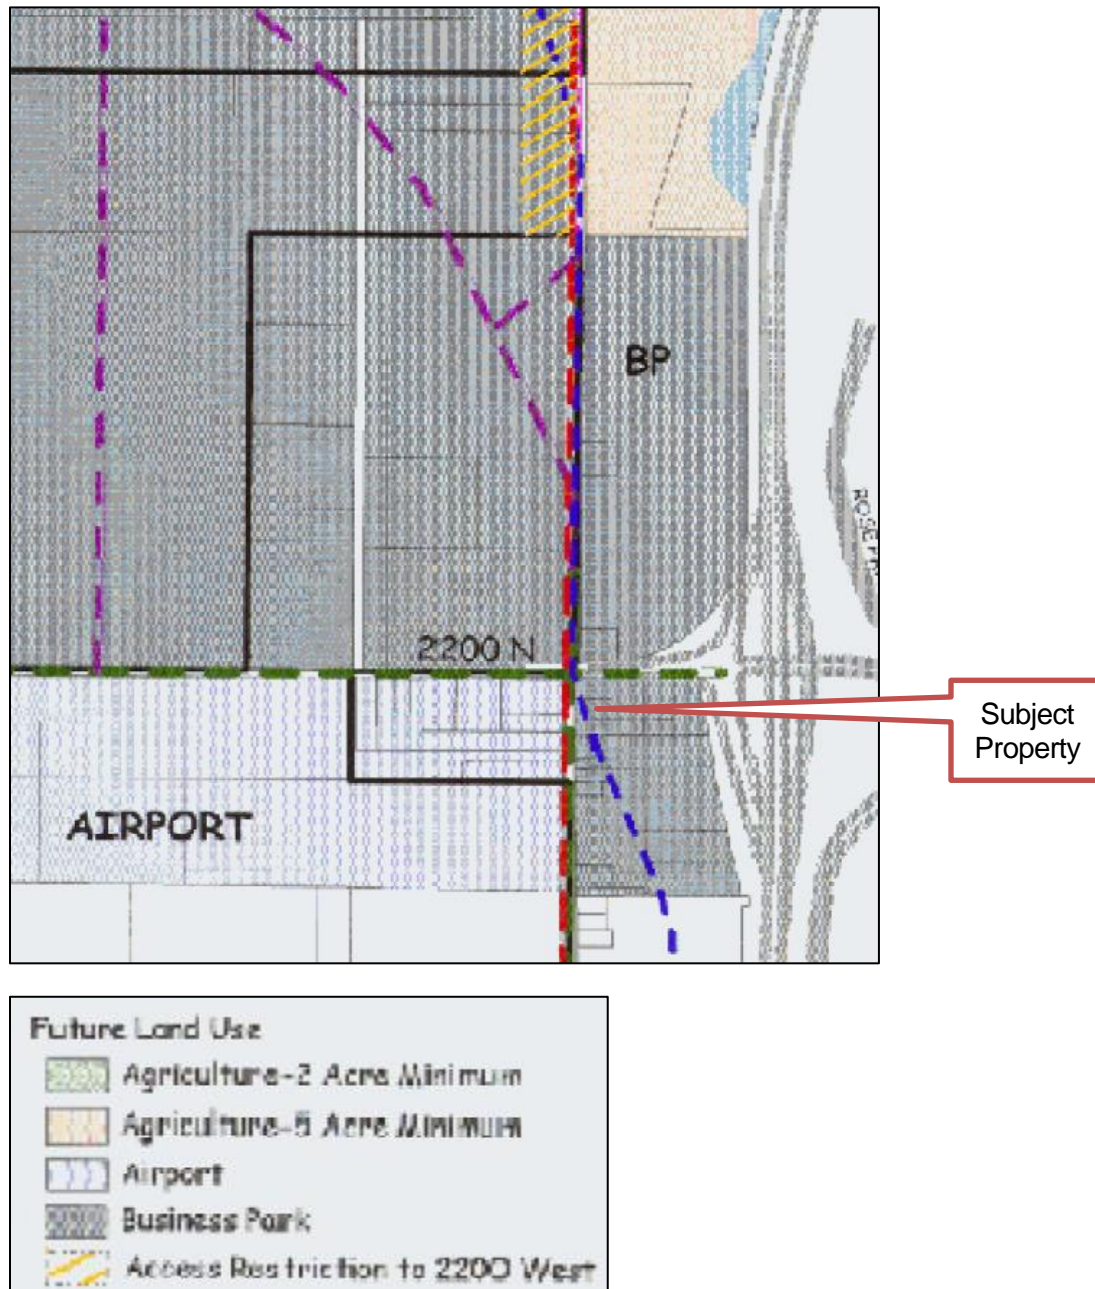 BP
2200 N
Subject
Property
AIRPORT
Future Land Use
Agriculture-2 Acre Minimum
Agriculture-5 Acre Minimum
Airport
Business Park
Access Restriction to 2200 West